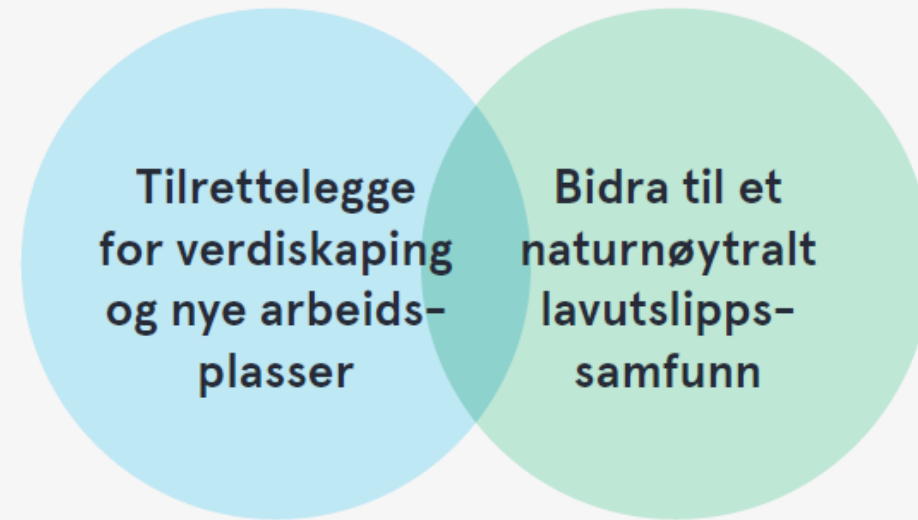 Tilrettelegge
for verdiskaping
og nye arbeids-
plasser
Bidra til et
naturnøytralt
lavutslipps-
samfunn